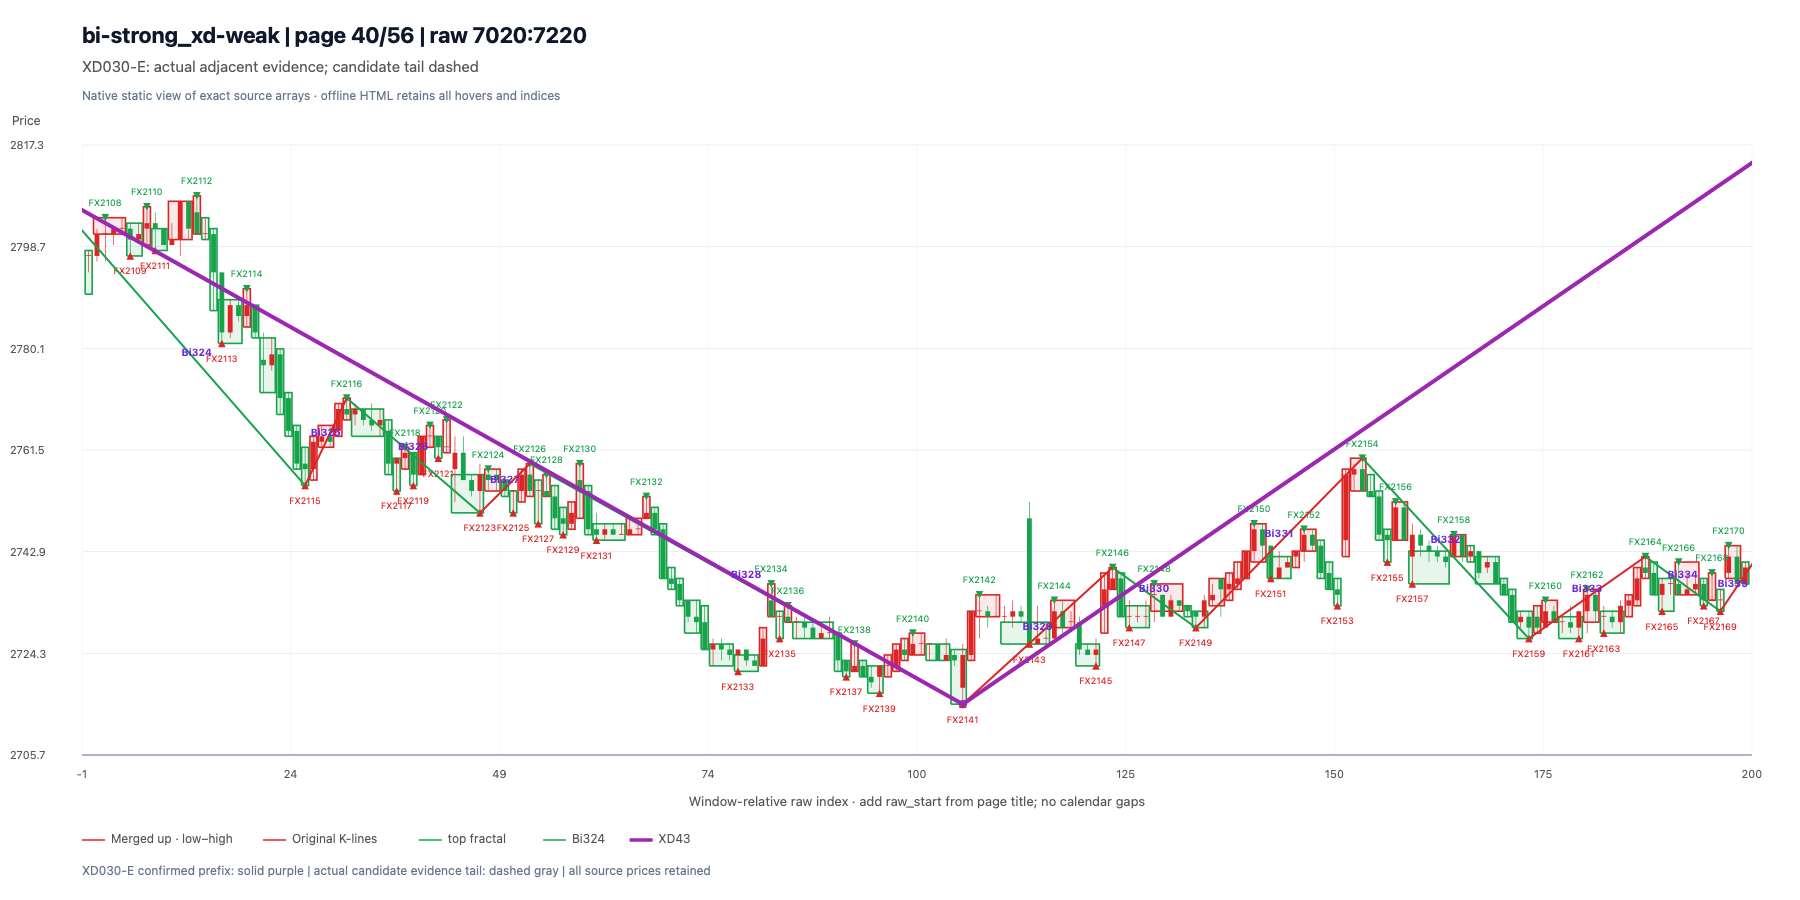 bi-strong_xd-weak | page 40/56 | raw 7020:7220
XD030-E: actual adjacent evidence; candidate tail dashed
Native static view of exact source arrays · offline HTML retains all hovers and indices
Price
2817.3
2798.7
2780.1
2761.5
2742.9
2724.3
2705.7
FX2112
FX2110
FX2108
FX2109
FX2111
FX2114
Bi324
FX2113
FX2116
FX2122
FX2118
FX2121
FX2115
FX2117
FX2119
FX2124
FX2126
FX2128
FX2130
Bi327
FX2123
FX2125
FX2127
FX2129
FX2131
FX2132
Bi328
FX2134
FX2136
FX2133
FX2135
FX2138
FX2137
FX2139
FX2140
FX2141
FX2142
FX2144
FX2143
FX2145
FX2146
FX2148
Bi330
FX2147
FX2149
FX2152
Bi331
FX2151
FX2153
FX2154
FX2156
FX2158
FX2155
FX2157
FX2160
FX2162
FX2159
FX2161
FX2163
FX2164
FX2166
Bi334
FX2165
FX2167
FX2169
FX2170
-1 24 49 74 100 125 150 175 200
Window-relative raw index · add raw_start from page title; no calendar gaps
Merged up · low–high Original K-lines top fractal Bi324 XD43
XD030-E confirmed prefix: solid purple | actual candidate evidence tail: dashed gray | all source prices retained